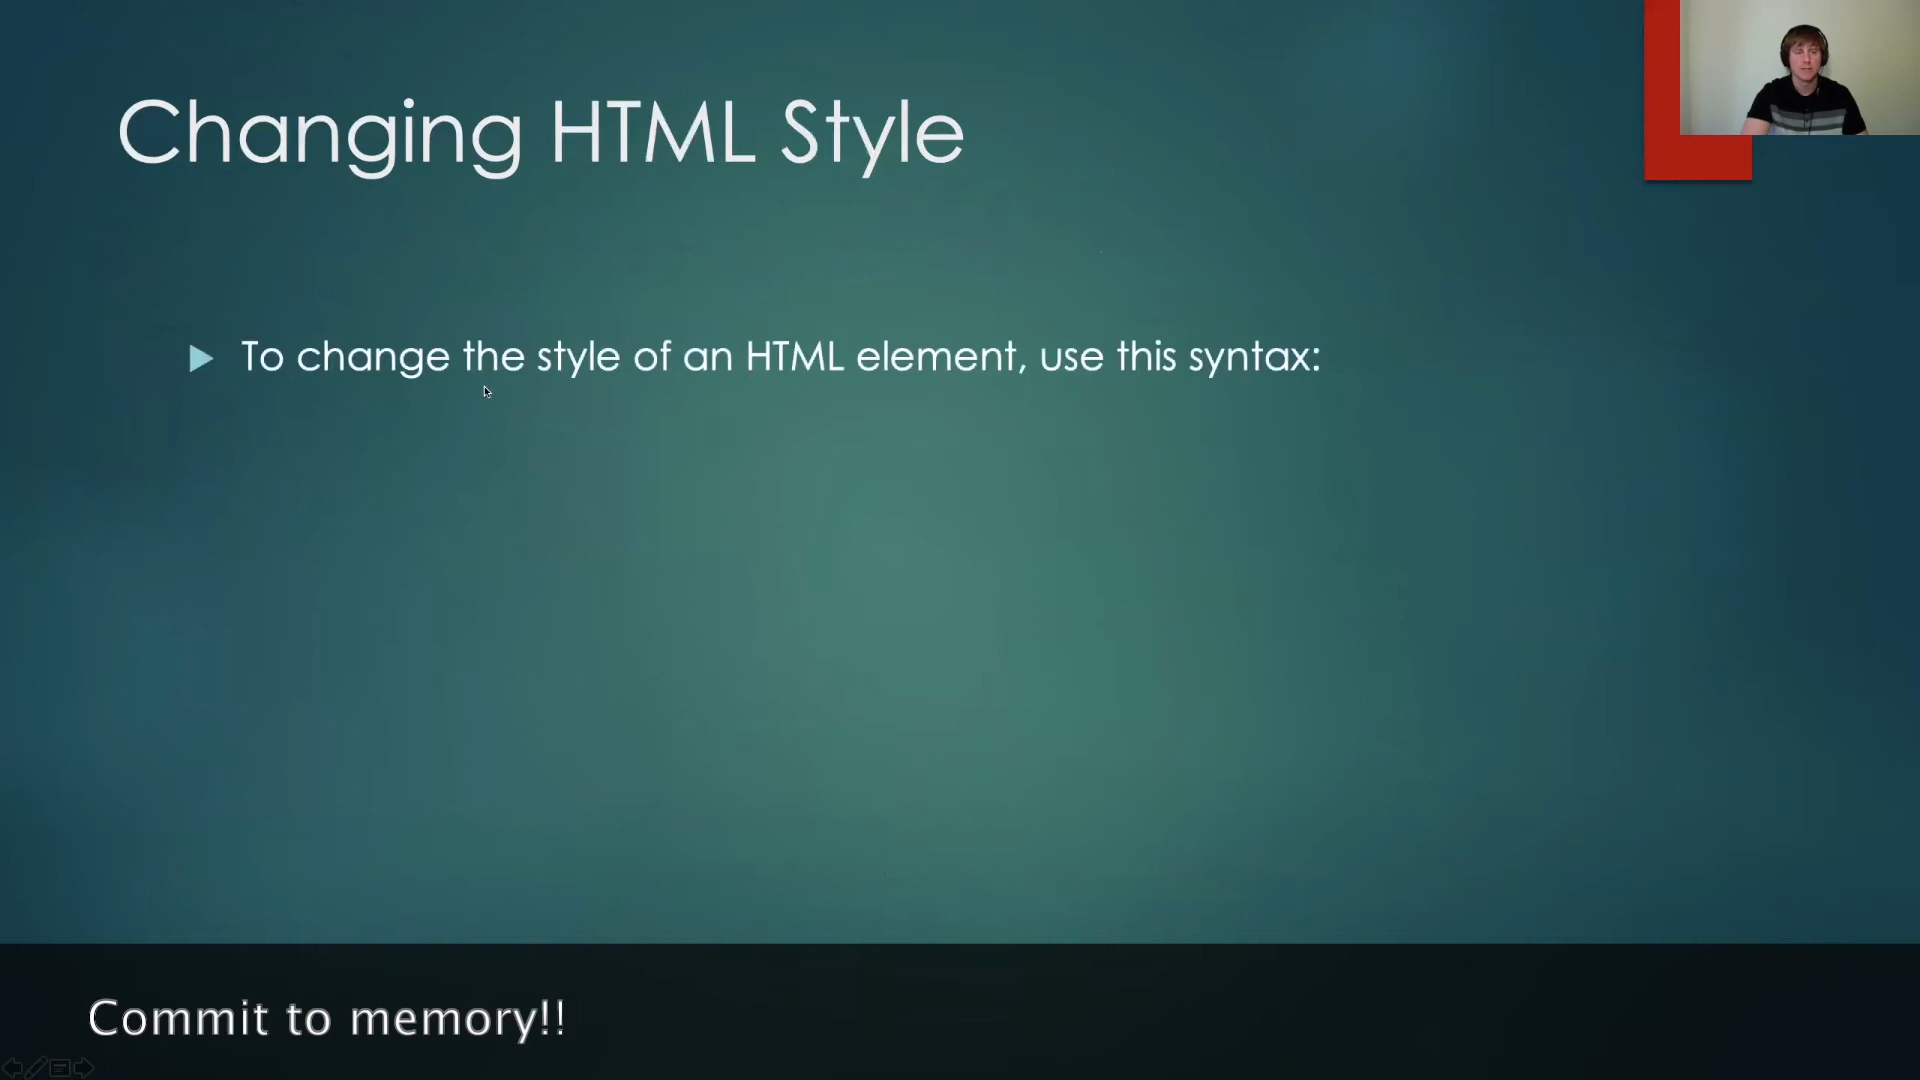 Changing HTML Style
To change the style of an HTML element, use this syntax:
Commit to memory!!